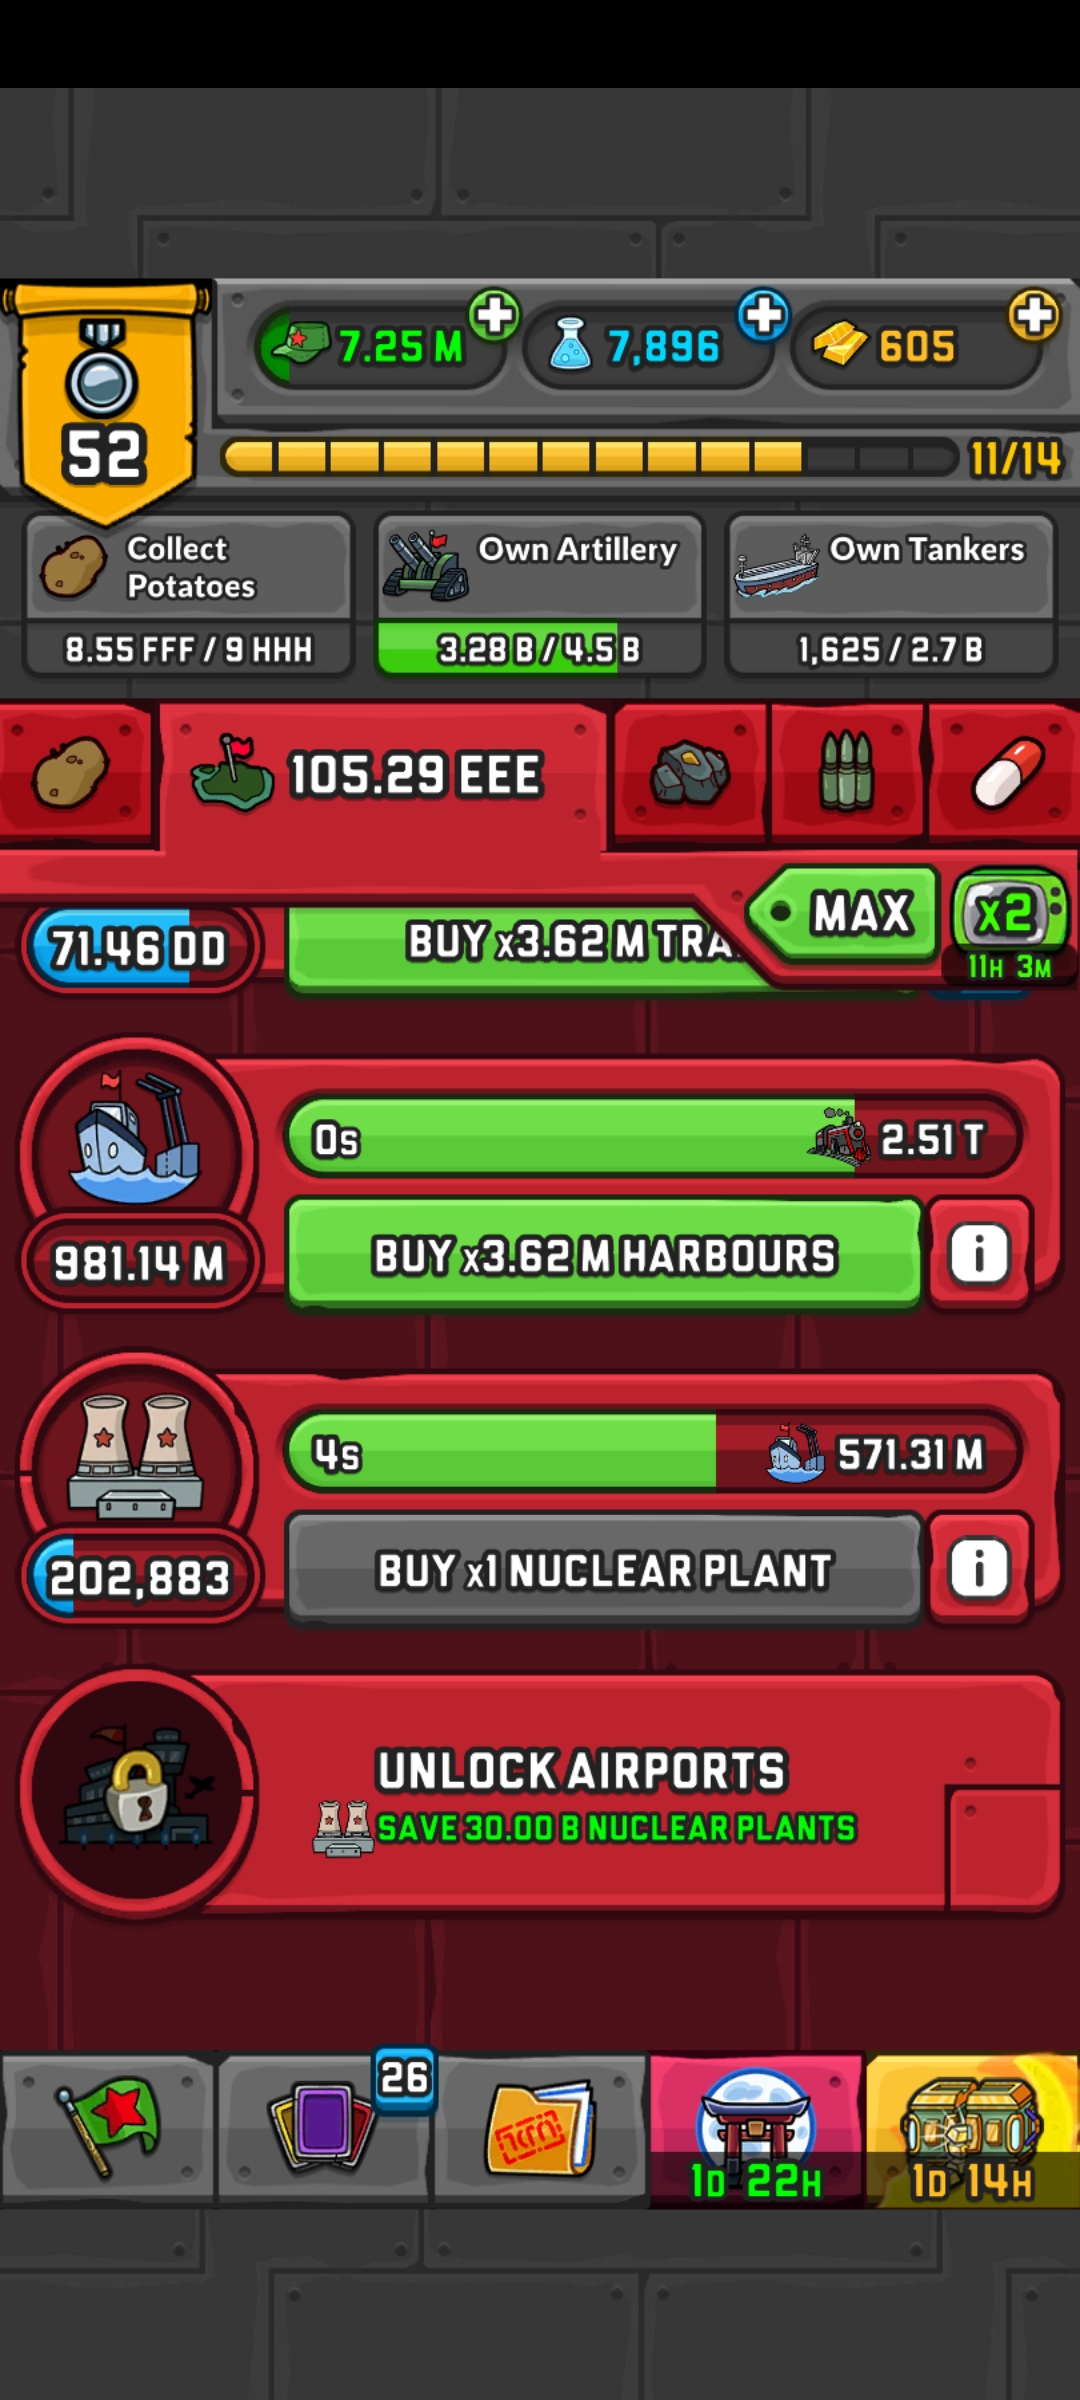 7.25 M
7,896
605
52
11/14
Collect Potatoes
8.55 FFF / 9 HHH
Own Artillery
3.28 B / 4.5 B
Own Tankers
1,625 / 2.7 B
105.29 EEE
MAX
x2
11H 3M
71.46 DD
BUY x3.62 M TRA
0s
2.51 T
981.14 M
BUY x3.62 M HARBOURS
i
4s
571.31 M
202,883
BUY x1 NUCLEAR PLANT
i
UNLOCK AIRPORTS
SAVE 30.00 B NUCLEAR PLANTS
26
1D 22H
1D 14H